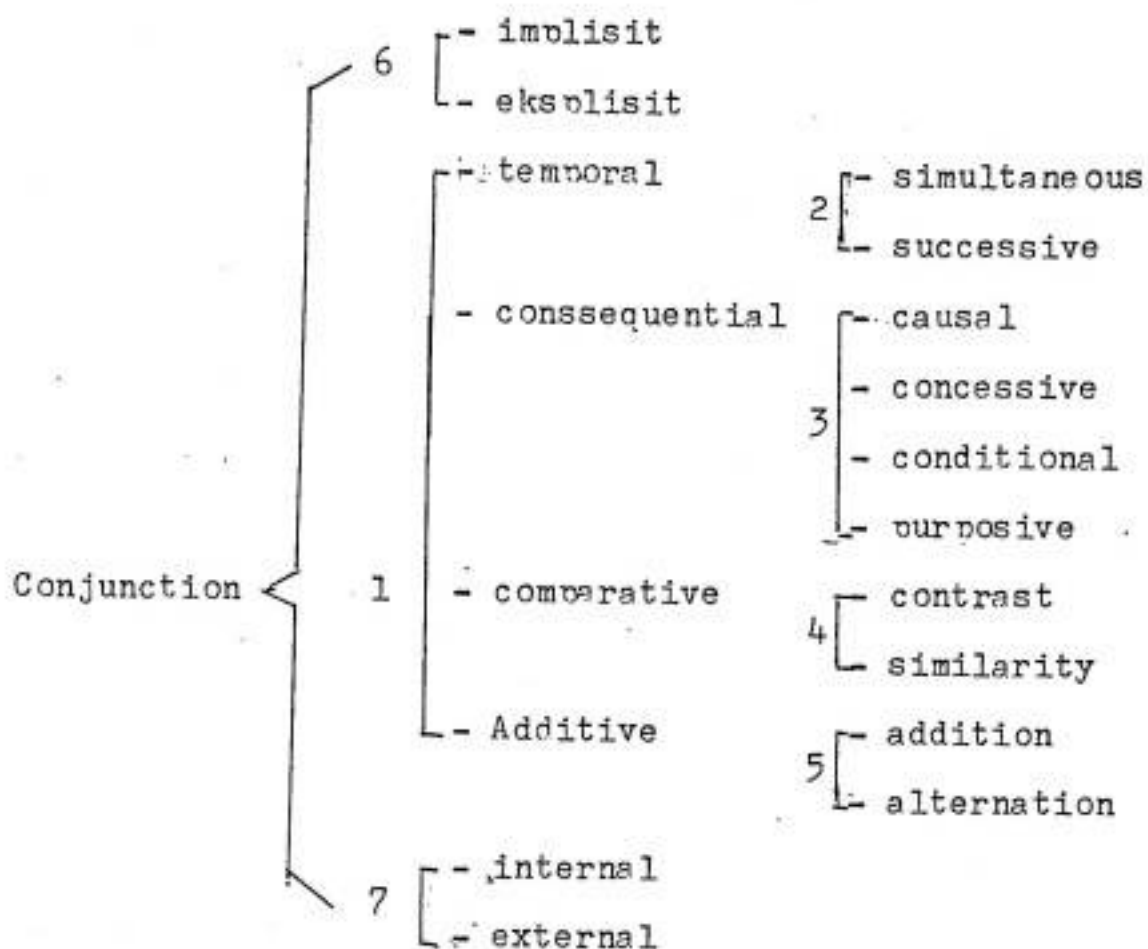 6 - implisit
- eksplisit
- temporal 2 - simultaneous
- successive
- conssequential - causal
- concessive
3
- conditional
- purposive
Conjunction 1 - comparative - contrast
4
- similarity
- Additive - addition
5
- alternation
- internal
7
- external